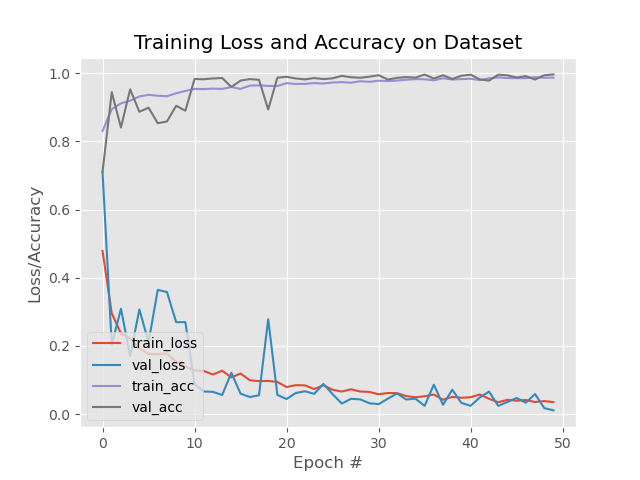 Training Loss and Accuracy on Dataset
1.0
0.8
0.6
0.4
0.2
0.0
Loss/Accuracy
train_loss
val_loss
train_acc
val_acc
0 10 20 30 40 50
Epoch #